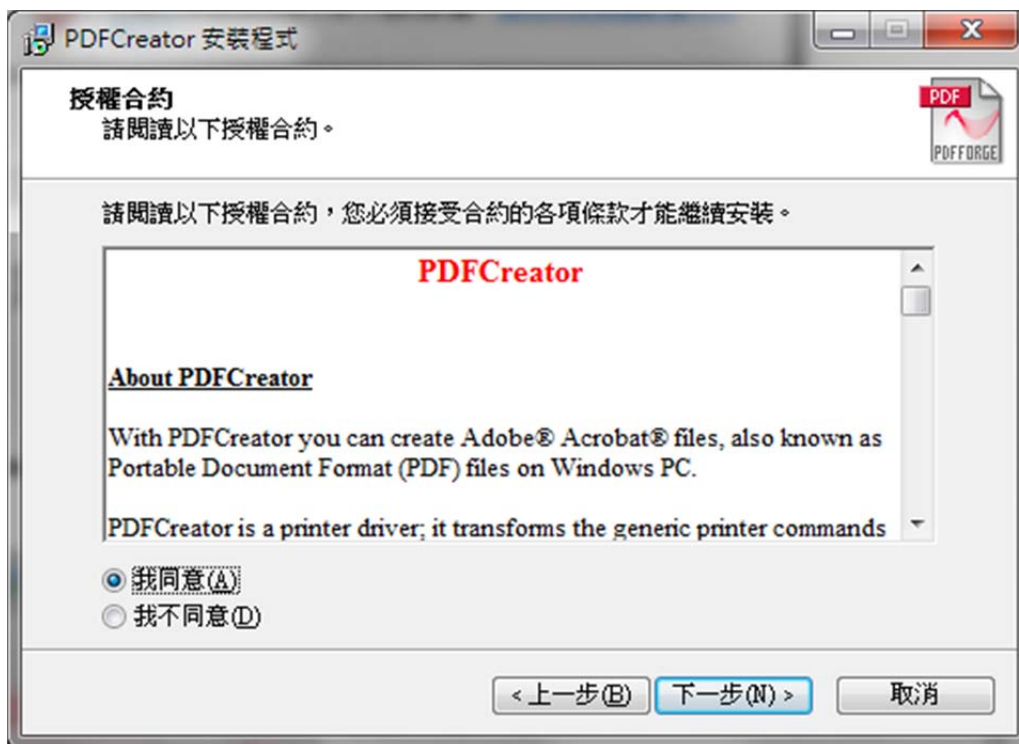 PDFCreator 安裝程式
授權合約
請閱讀以下授權合約。
PDF
PDFFORGE
請閱讀以下授權合約，您必須接受合約的各項條款才能繼續安裝。
PDFCreator
About PDFCreator
With PDFCreator you can create Adobe® Acrobat® files, also known as
Portable Document Format (PDF) files on Windows PC.
PDFCreator is a printer driver; it transforms the generic printer commands
我同意(A)
我不同意(D)
<上一步(B) 下一步(N)> 取消